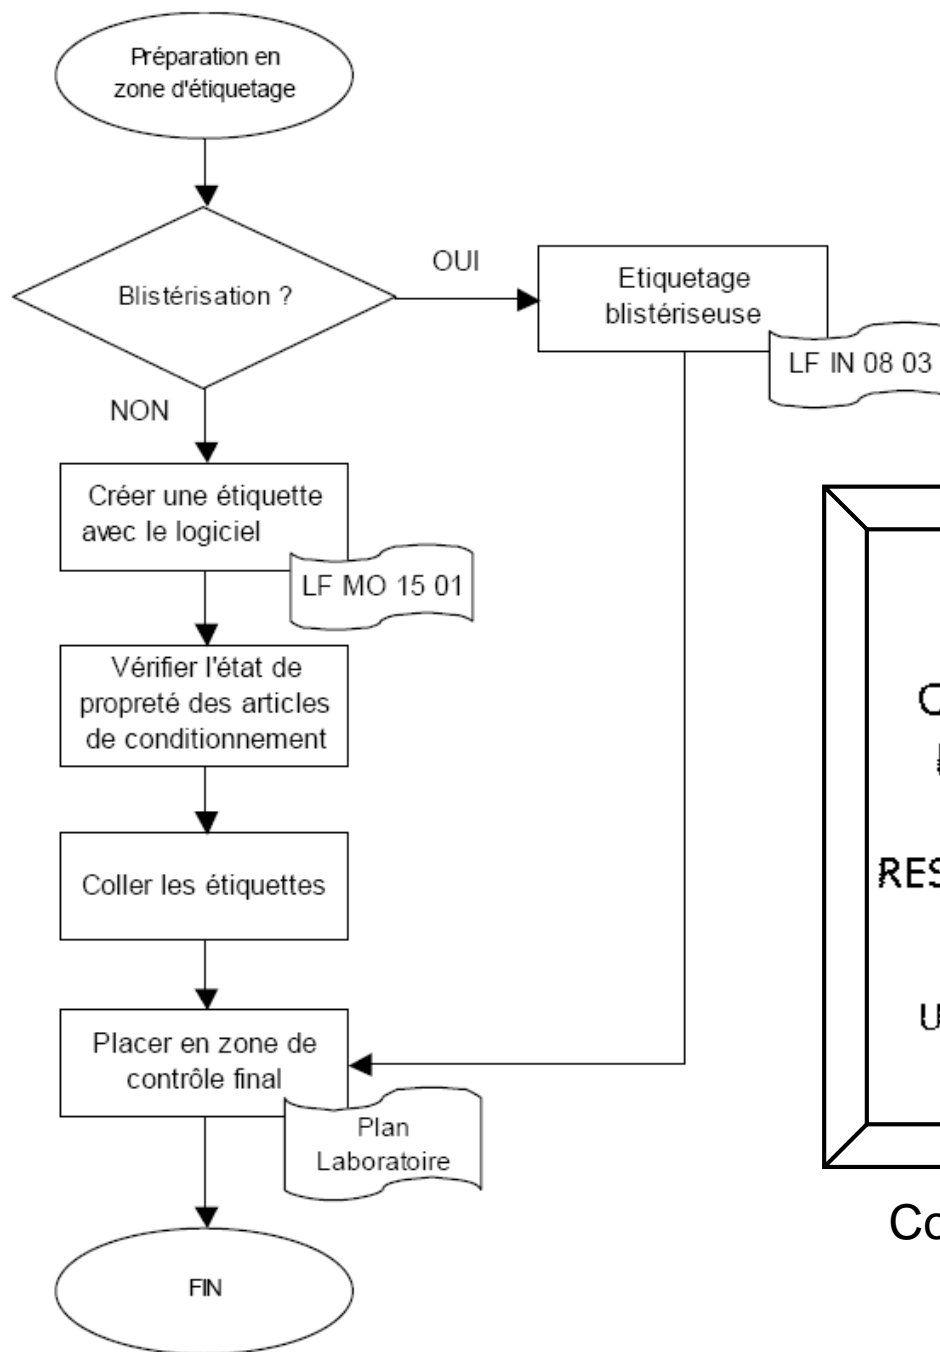 Préparation en
zone d'étiquetage
Blistérisation ?
OUI
Etiquetage
blistériseuse
LF IN 08 03
NON
Créer une étiquette
avec le logiciel
LF MO 15 01
Vérifier l'état de
propreté des articles
de conditionnement
Coller les étiquettes
Placer en zone de
contrôle final
Plan
Laboratoire
FIN